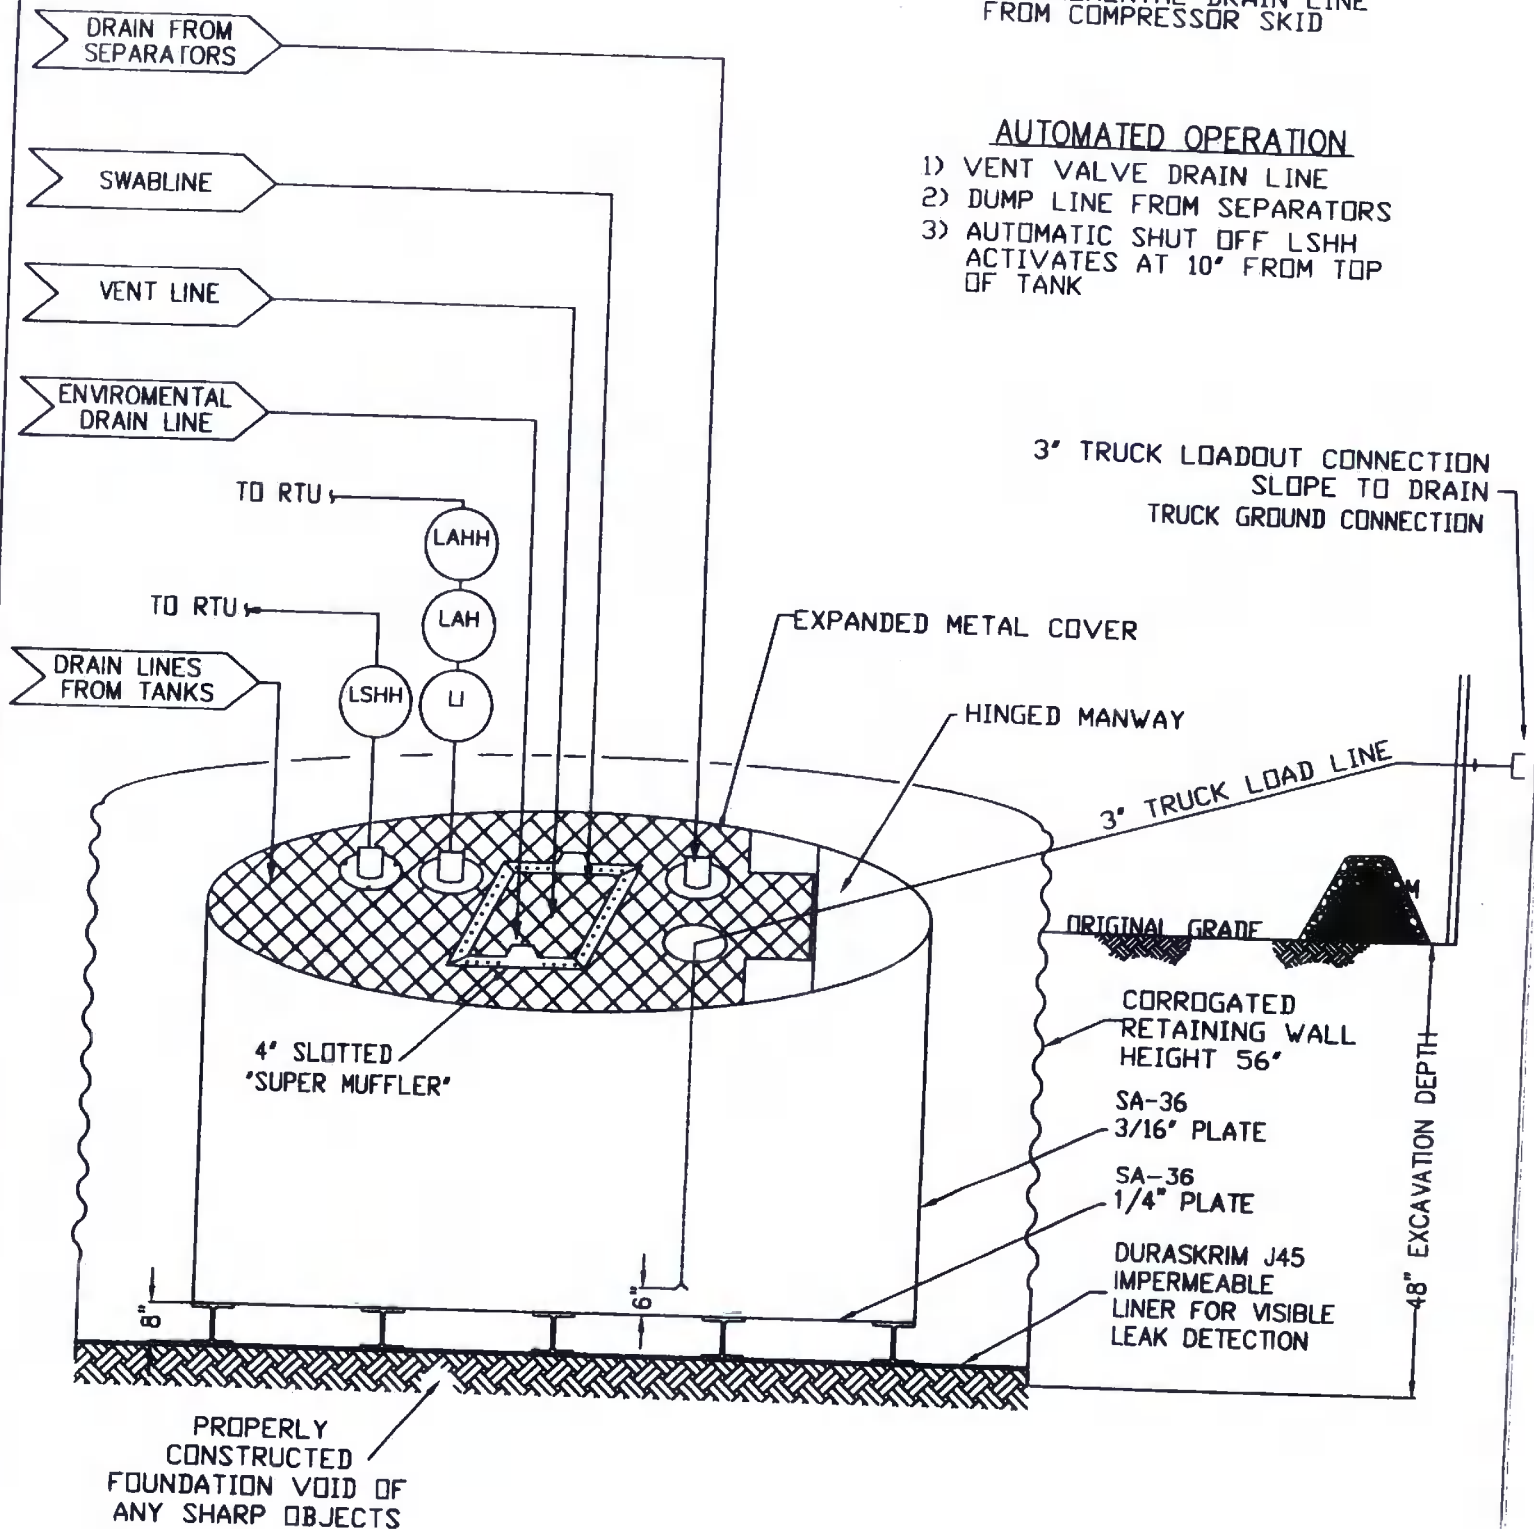 DRAIN LINE
FROM COMPRESSOR SKID
DRAIN FROM
SEPARATORS
AUTOMATED OPERATION
1) VENT VALVE DRAIN LINE
2) DUMP LINE FROM SEPARATORS
3) AUTOMATIC SHUT OFF LSHH
ACTIVATES AT 10" FROM TOP
OF TANK
SWABLINE
VENT LINE
ENVIROMENTAL
DRAIN LINE
3" TRUCK LOADOUT CONNECTION
SLOPE TO DRAIN
TRUCK GROUND CONNECTION
TO RTU
LAHH
TO RTU
LAH
EXPANDED METAL COVER
DRAIN LINES
FROM TANKS
LSHH
LI
HINGED MANWAY
3" TRUCK LOAD LINE
ORIGINAL GRADE
M
CORROGATED
RETAINING WALL
HEIGHT 56"
4" SLOTTED
"SUPER MUFFLER"
SA-36
3/16" PLATE
SA-36
1/4" PLATE
48" EXCAVATION DEPTH
DURASKRIM J45
IMPERMEABLE
LINER FOR VISIBLE
LEAK DETECTION
8"
6"
PROPERLY
CONSTRUCTED
FOUNDATION VOID OF
ANY SHARP OBJECTS